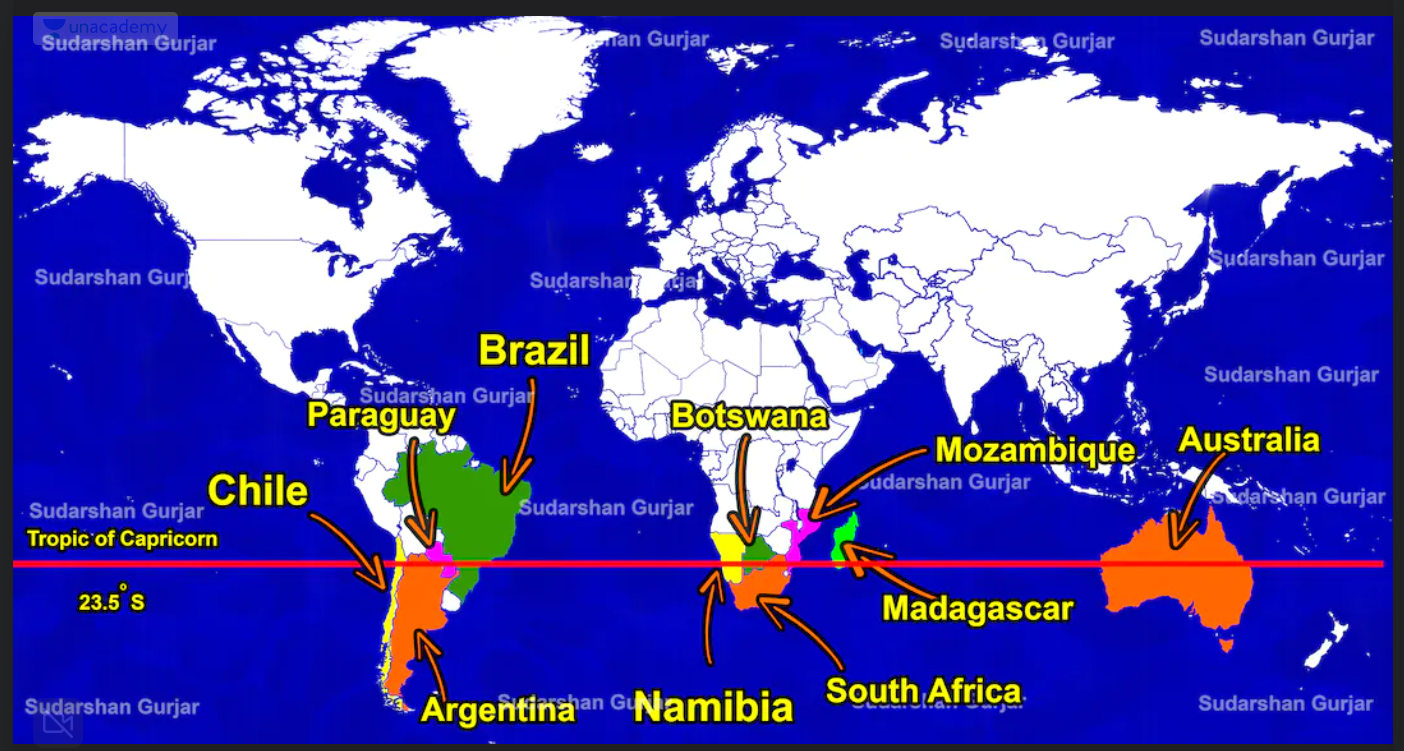 unacademy
Sudarshan Gurjar
han Gurjar
Sudarshan Gurjar
Sudarshan Gurjar
Sudarshan Gurj
Sudarshan Gurjar
Sudarshan Gurjar
Brazil
Sudarshan Gurjar
Sudarshan Gurjar
Paraguay
Botswana
Mozambique
Australia
Chile
Sudarshan Gurjar
Sudarshan Gurjar
Sudarshan Gurjar
Sudarshan Gurjar
Tropic of Capricorn
23.5° S
Madagascar
South Africa
Sudarshan Gurjar
Argentina
Sudarshan Gurjar
Namibia
Sudarshan Gurjar
Sudarshan Gurjar